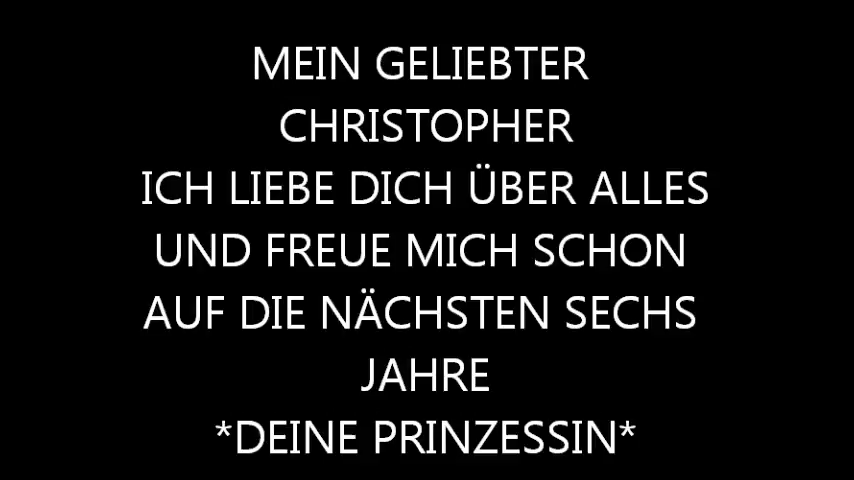 MEIN GELIEBTER
CHRISTOPHER
ICH LIEBE DICH ÜBER ALLES
UND FREUE MICH SCHON
AUF DIE NÄCHSTEN SECHS
JAHRE
*DEINE PRINZESSIN*